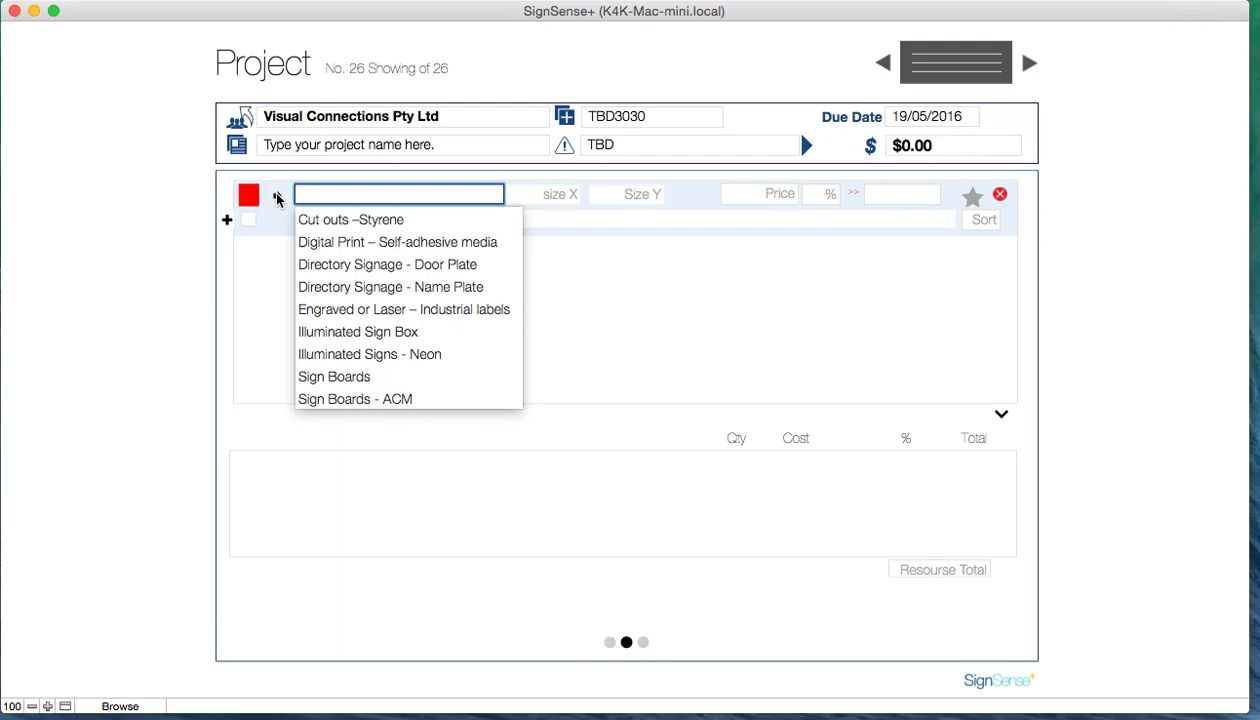 SignSense+ (K4K-Mac-mini.local)
Project No. 26 Showing of 26
Visual Connections Pty Ltd TBD3030 Due Date 19/05/2016
Type your project name here. TBD $ $0.00
size X Size Y Price % >>
Sort
Cut outs –Styrene
Digital Print – Self-adhesive media
Directory Signage - Door Plate
Directory Signage - Name Plate
Engraved or Laser – Industrial labels
Illuminated Sign Box
Illuminated Signs - Neon
Sign Boards
Sign Boards - ACM
Qty Cost % Total
Resourse Total
SignSense+
100 Browse